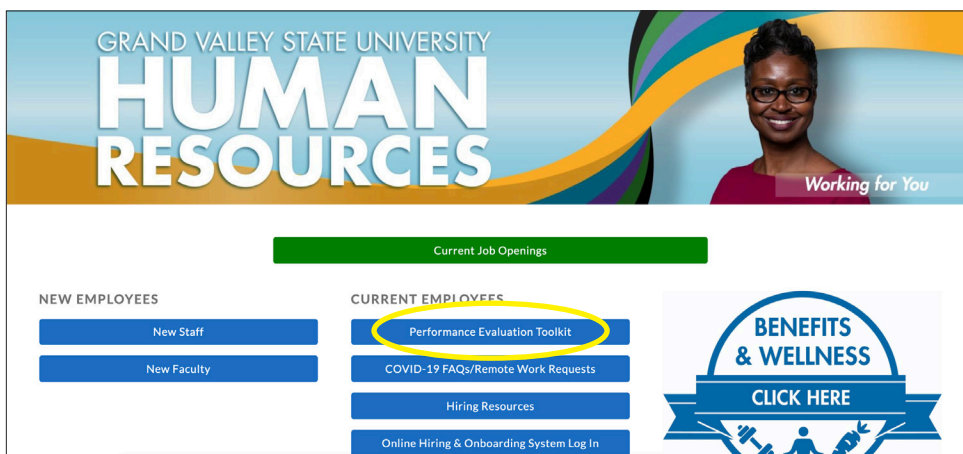 GRAND VALLEY STATE UNIVERSITY
HUMAN
RESOURCES
Working for You
Current Job Openings
NEW EMPLOYEES
New Staff
New Faculty
CURRENT EMPLOYEES
Performance Evaluation Toolkit
COVID-19 FAQs/Remote Work Requests
Hiring Resources
Online Hiring & Onboarding System Log In
BENEFITS
& WELLNESS
CLICK HERE